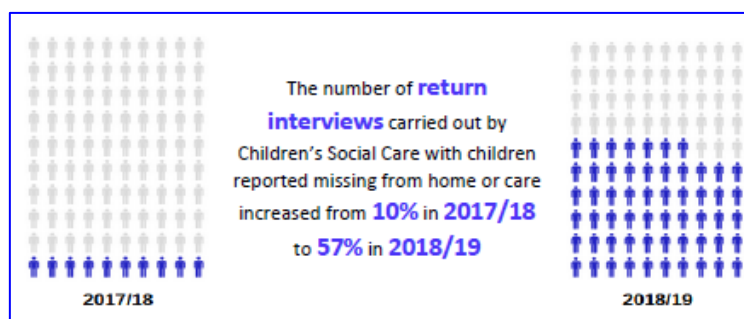 The number of return
interviews carried out by
Children's Social Care with children
reported missing from home or care
increased from 10% in 2017/18
to 57% in 2018/19
2017/18
2018/19